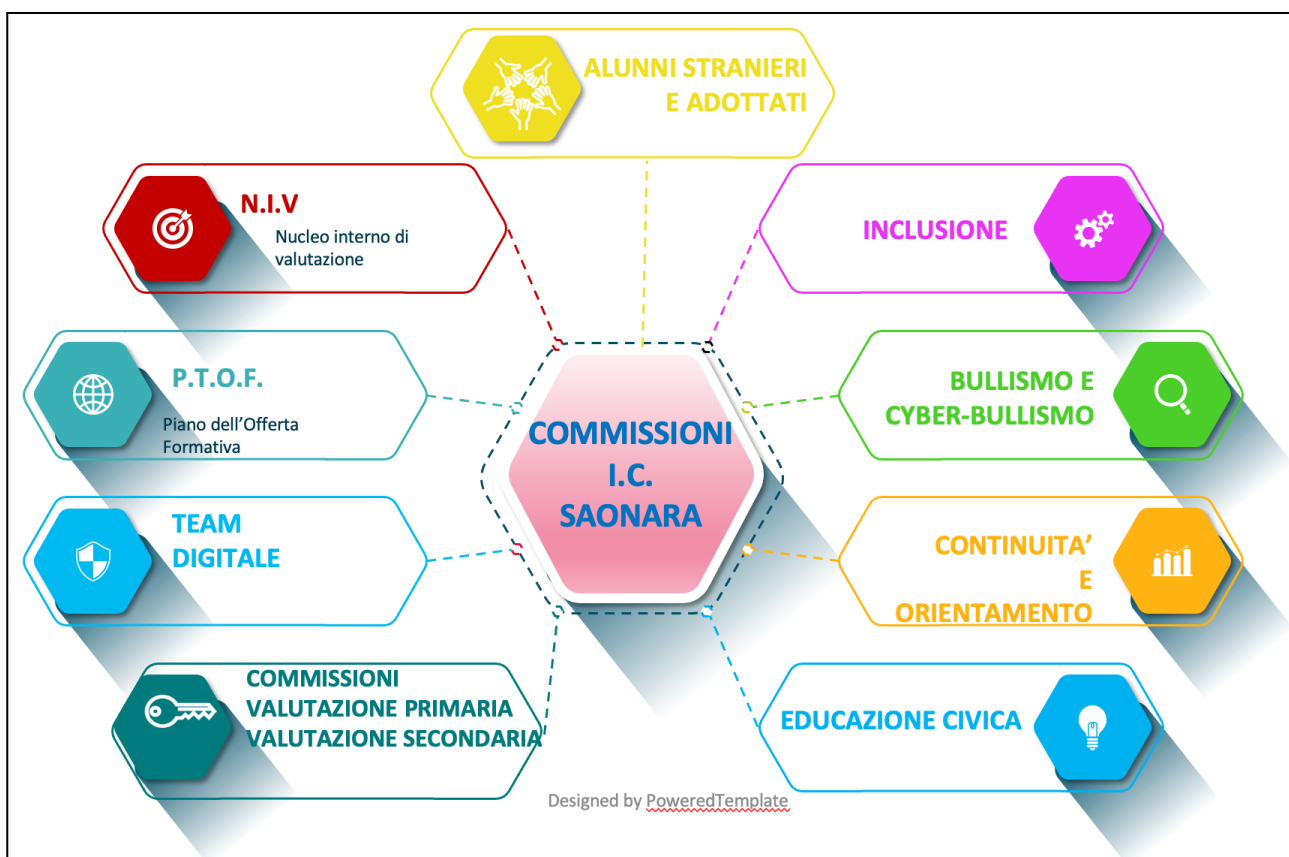 ALUNNI STRANIERI
E ADOTTATI
N.I.V
Nucleo interno di
valutazione
INCLUSIONE
P.T.O.F.
Piano dell’Offerta
Formativa
BULLISMO E
CYBER-BULLISMO
COMMISSIONI
I.C.
SAONARA
TEAM
DIGITALE
CONTINUITA’
E
ORIENTAMENTO
COMMISSIONI
VALUTAZIONE PRIMARIA
VALUTAZIONE SECONDARIA
EDUCAZIONE CIVICA
Designed by PoweredTemplate